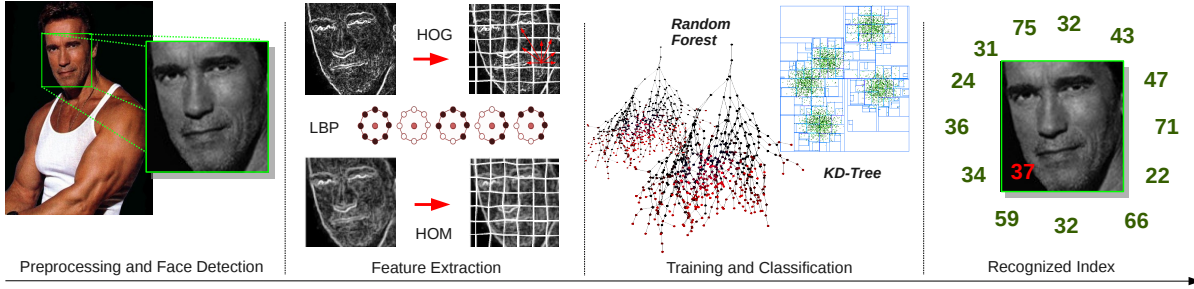 HOG
LBP
HOM
Preprocessing and Face Detection
Feature Extraction
Random
Forest
KD-Tree
Training and Classification
75
32
43
31
24
47
36
71
34
37
22
59
32
66
Recognized Index